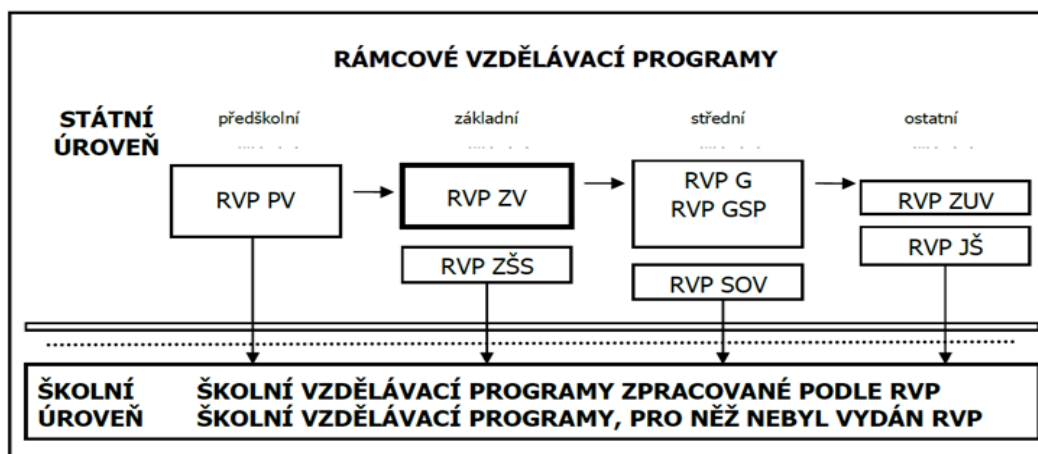 RÁMCOVÉ VZDĚLÁVACÍ PROGRAMY
STÁTNÍ ÚROVEŇ
předškolní
základní
střední
ostatní
RVP PV
RVP ZV
RVP G
RVP GSP
RVP ZUV
RVP ZŠS
RVP SOV
RVP JŠ
ŠKOLNÍ ÚROVEŇ
ŠKOLNÍ VZDĚLÁVACÍ PROGRAMY ZPRACOVANÉ PODLE RVP
ŠKOLNÍ VZDĚLÁVACÍ PROGRAMY, PRO NĚŽ NEBYL VYDÁN RVP